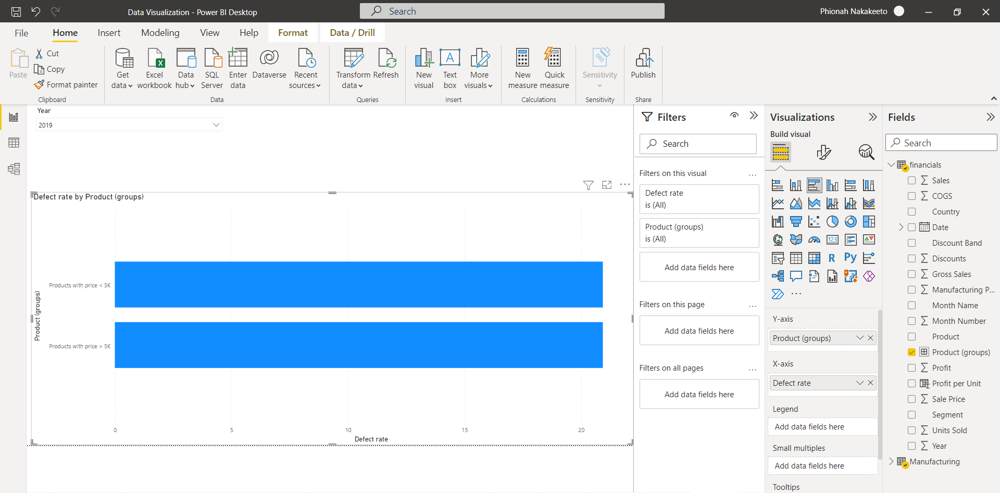 Data Visualization - Power BI Desktop
Search
Phionah Nakakeeto
File
Home
Insert
Modeling
View
Help
Format
Data / Drill
Paste
Cut
Copy
Format painter
Clipboard
Get
data
Excel
workbook
Data
hub
SQL
Server
Enter
data
Dataverse
Recent
sources
Data
Transform
data
Refresh
Queries
New
visual
Text
box
More
visuals
Insert
New
measure
Quick
measure
Calculations
Sensitivity
Sensitivity
Publish
Share
Year
2019
Defect rate by Product (groups)
Product (groups)
Products with price < 5K
Products with price > 5K
0
5
10
15
20
Defect rate
Filters
Search
Filters on this visual
...
Defect rate
is (All)
Product (groups)
is (All)
Add data fields here
Filters on this page
...
Add data fields here
Filters on all pages
...
Add data fields here
Visualizations
Build visual
123
R
Py
...
Y-axis
Product (groups)
X-axis
Defect rate
Legend
Add data fields here
Small multiples
Add data fields here
Tooltips
Fields
Search
financials
Sales
COGS
Country
Date
Discount Band
Discounts
Gross Sales
Manufacturing P...
Month Name
Month Number
Product
Product (groups)
Profit
Profit per Unit
Sale Price
Segment
Units Sold
Year
Manufacturing